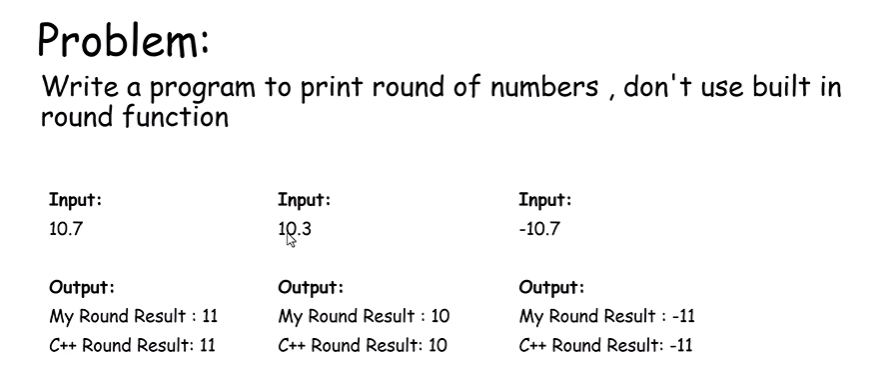 Problem:
Write a program to print round of numbers , don't use built in
round function
Input:
10.7
Output:
My Round Result : 11
C++ Round Result: 11
Input:
10.3
Output:
My Round Result : 10
C++ Round Result: 10
Input:
-10.7
Output:
My Round Result : -11
C++ Round Result: -11